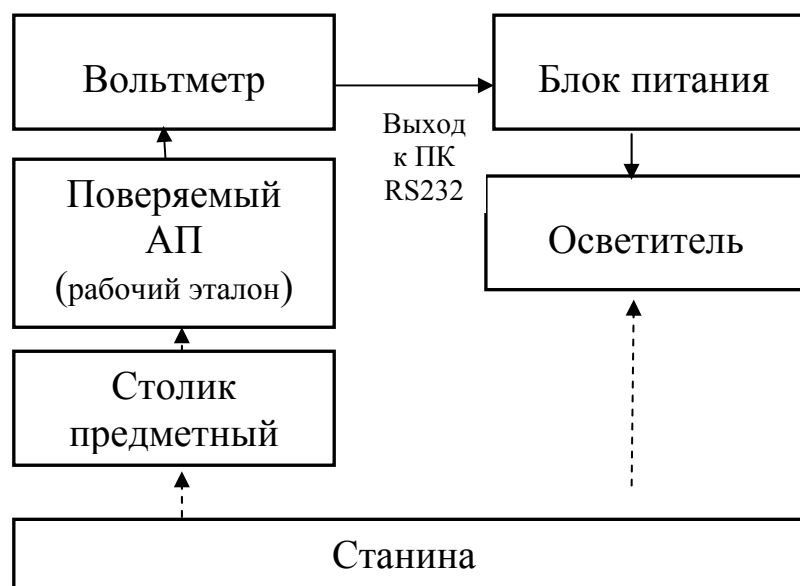 Вольтметр
Блок питания
Выход
к ПК
RS232
Поверяемый
АП
(рабочий эталон)
Осветитель
Столик
предметный
Станина